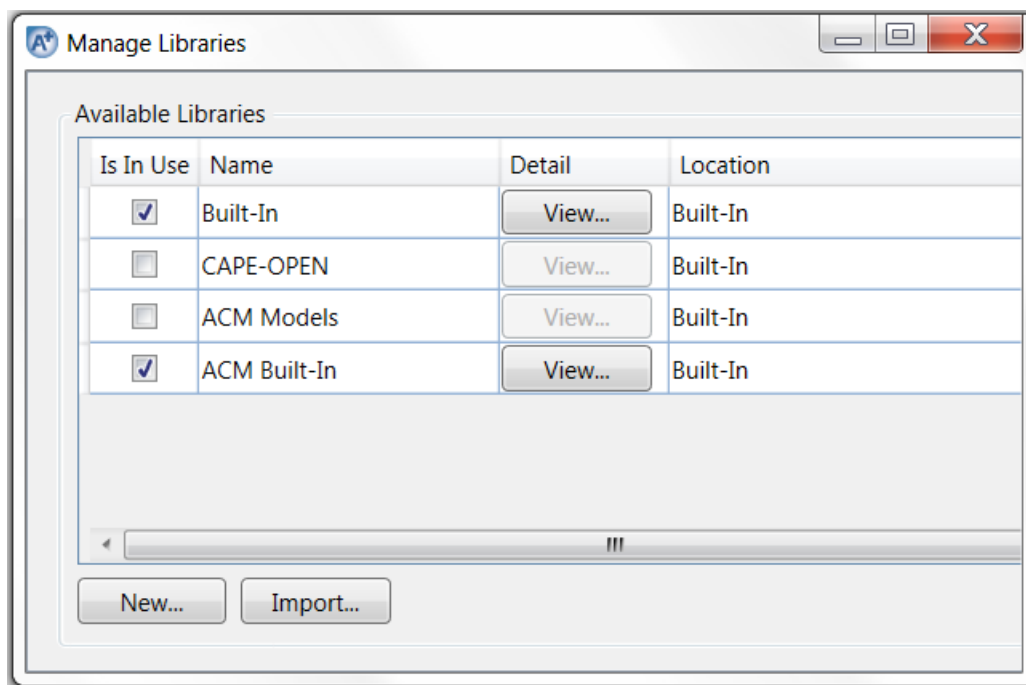 A+ Manage Libraries
Available Libraries
Is In Use Name Detail Location
Built-In View... Built-In
CAPE-OPEN View... Built-In
ACM Models View... Built-In
ACM Built-In View... Built-In
New... Import...